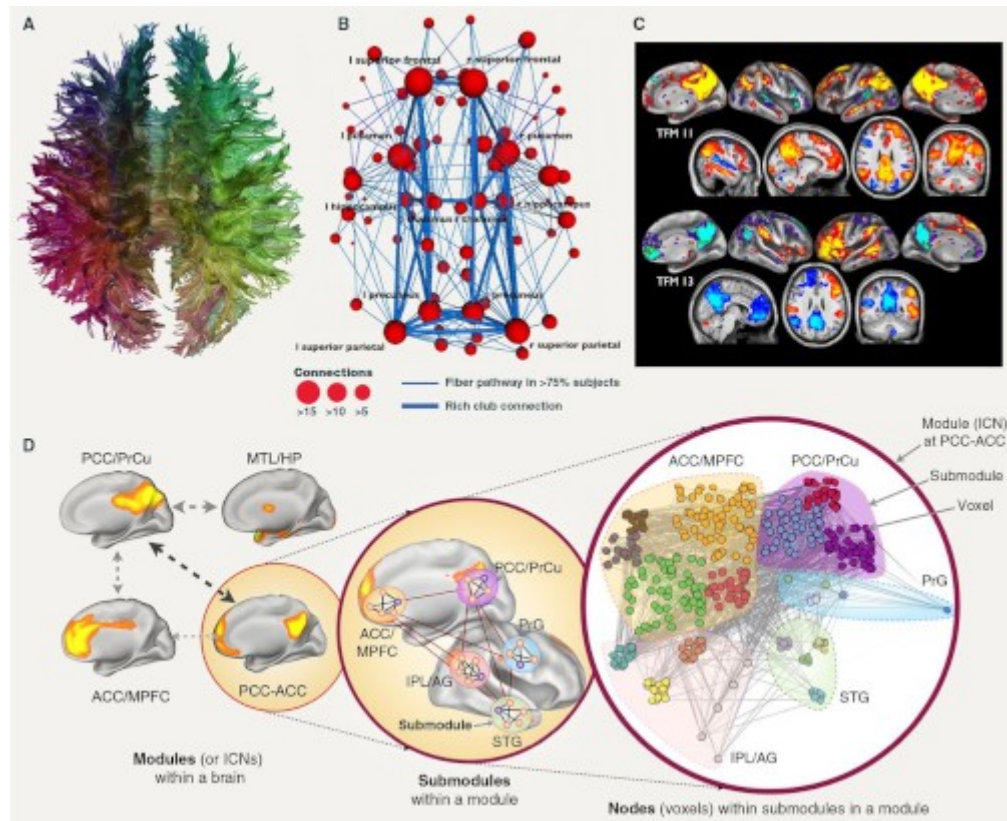 A
B
l superior frontal
r superior frontal
l putamen
r putamen
l hippocampus
r hippocampus
l thalamus r thalamus
l precuneus
r precuneus
l superior parietal
r superior parietal
Connections
>15 >10 >5
Fiber pathway in >75% subjects
Rich club connection
C
TFM 11
TFM 13
D
PCC/PrCu
MTL/HP
ACC/MPFC
PCC-ACC
Modules (or ICNs)
within a brain
PCC/PrCu
ACC/
MPFC
PrG
IPL/AG
Submodule
STG
Submodules
within a module
ACC/MPFC
PCC/PrCu
Module (ICN)
at PCC-ACC
Submodule
Voxel
PrG
STG
IPL/AG
Nodes (voxels) within submodules in a module